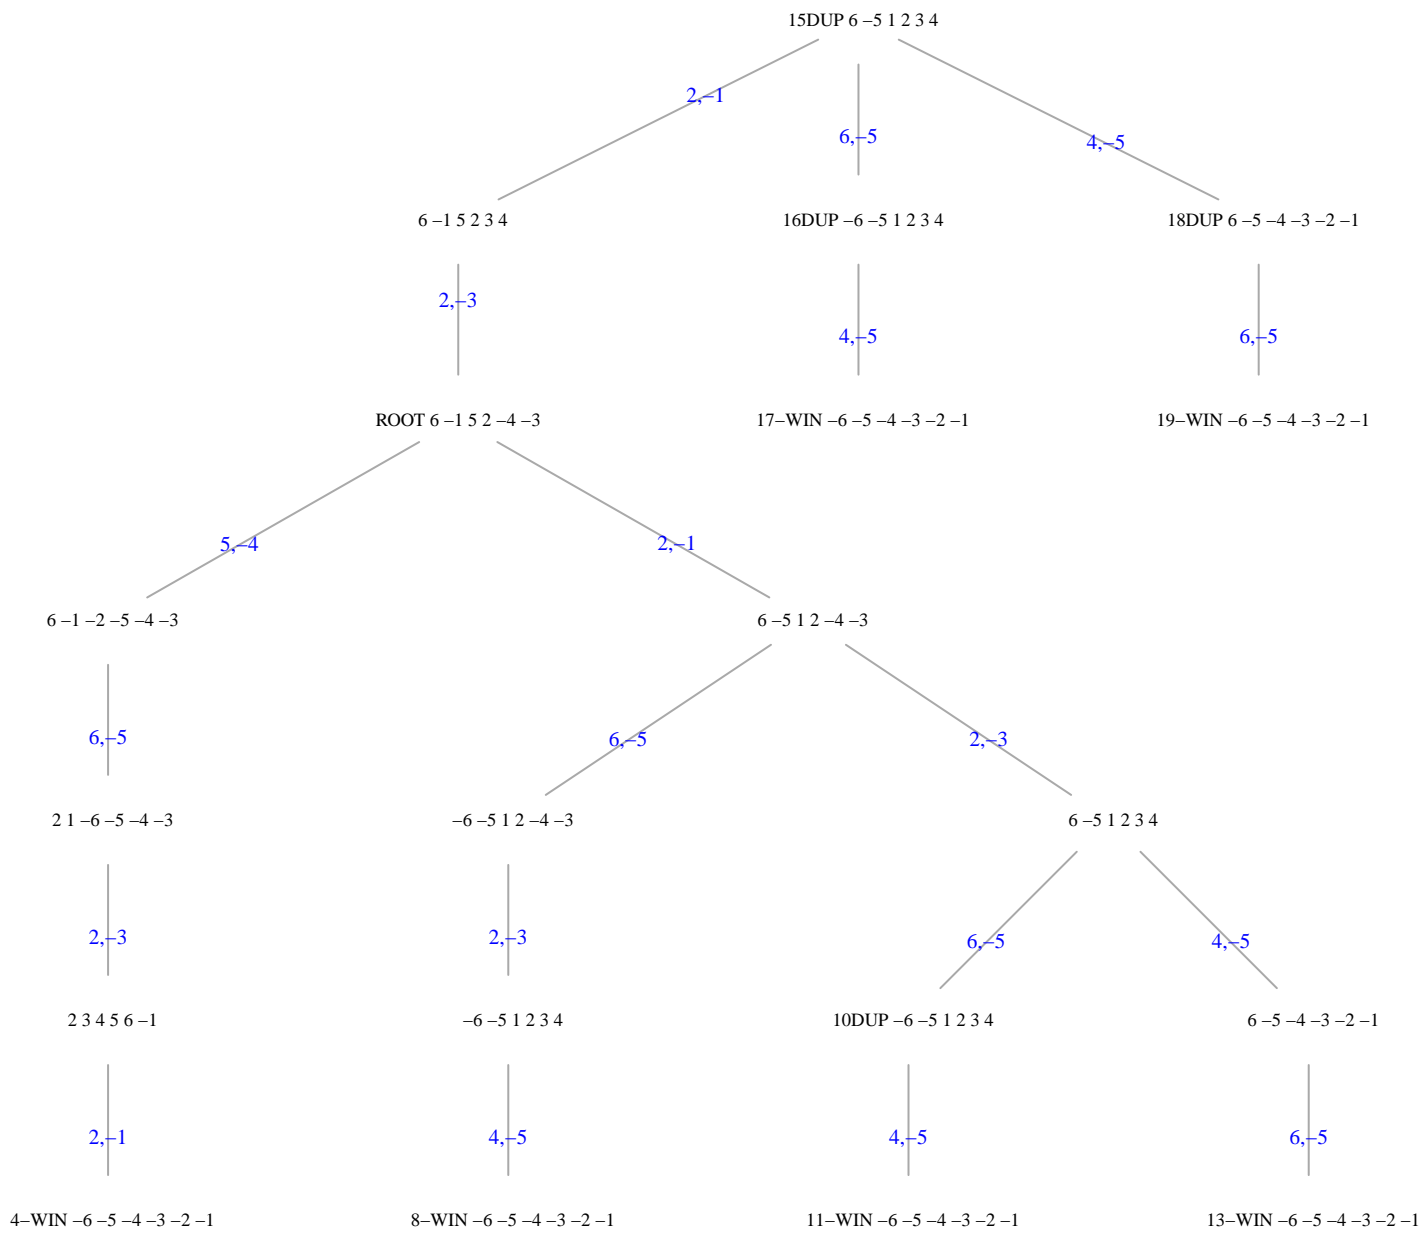 15DUP 6 –5 1 2 3 4
2,–1
6,–5
4,–5
6 –1 5 2 3 4
16DUP –6 –5 1 2 3 4
18DUP 6 –5 –4 –3 –2 –1
2,–3
4,–5
6,–5
ROOT 6 –1 5 2 –4 –3
17–WIN –6 –5 –4 –3 –2 –1
19–WIN –6 –5 –4 –3 –2 –1
5,–4
2,–1
6 –1 –2 –5 –4 –3
6 –5 1 2 –4 –3
6,–5
6,–5
2,–3
2 1 –6 –5 –4 –3
–6 –5 1 2 –4 –3
6 –5 1 2 3 4
2,–3
2,–3
6,–5
4,–5
2 3 4 5 6 –1
–6 –5 1 2 3 4
10DUP –6 –5 1 2 3 4
6 –5 –4 –3 –2 –1
2,–1
4,–5
4,–5
6,–5
4–WIN –6 –5 –4 –3 –2 –1
8–WIN –6 –5 –4 –3 –2 –1
11–WIN –6 –5 –4 –3 –2 –1
13–WIN –6 –5 –4 –3 –2 –1